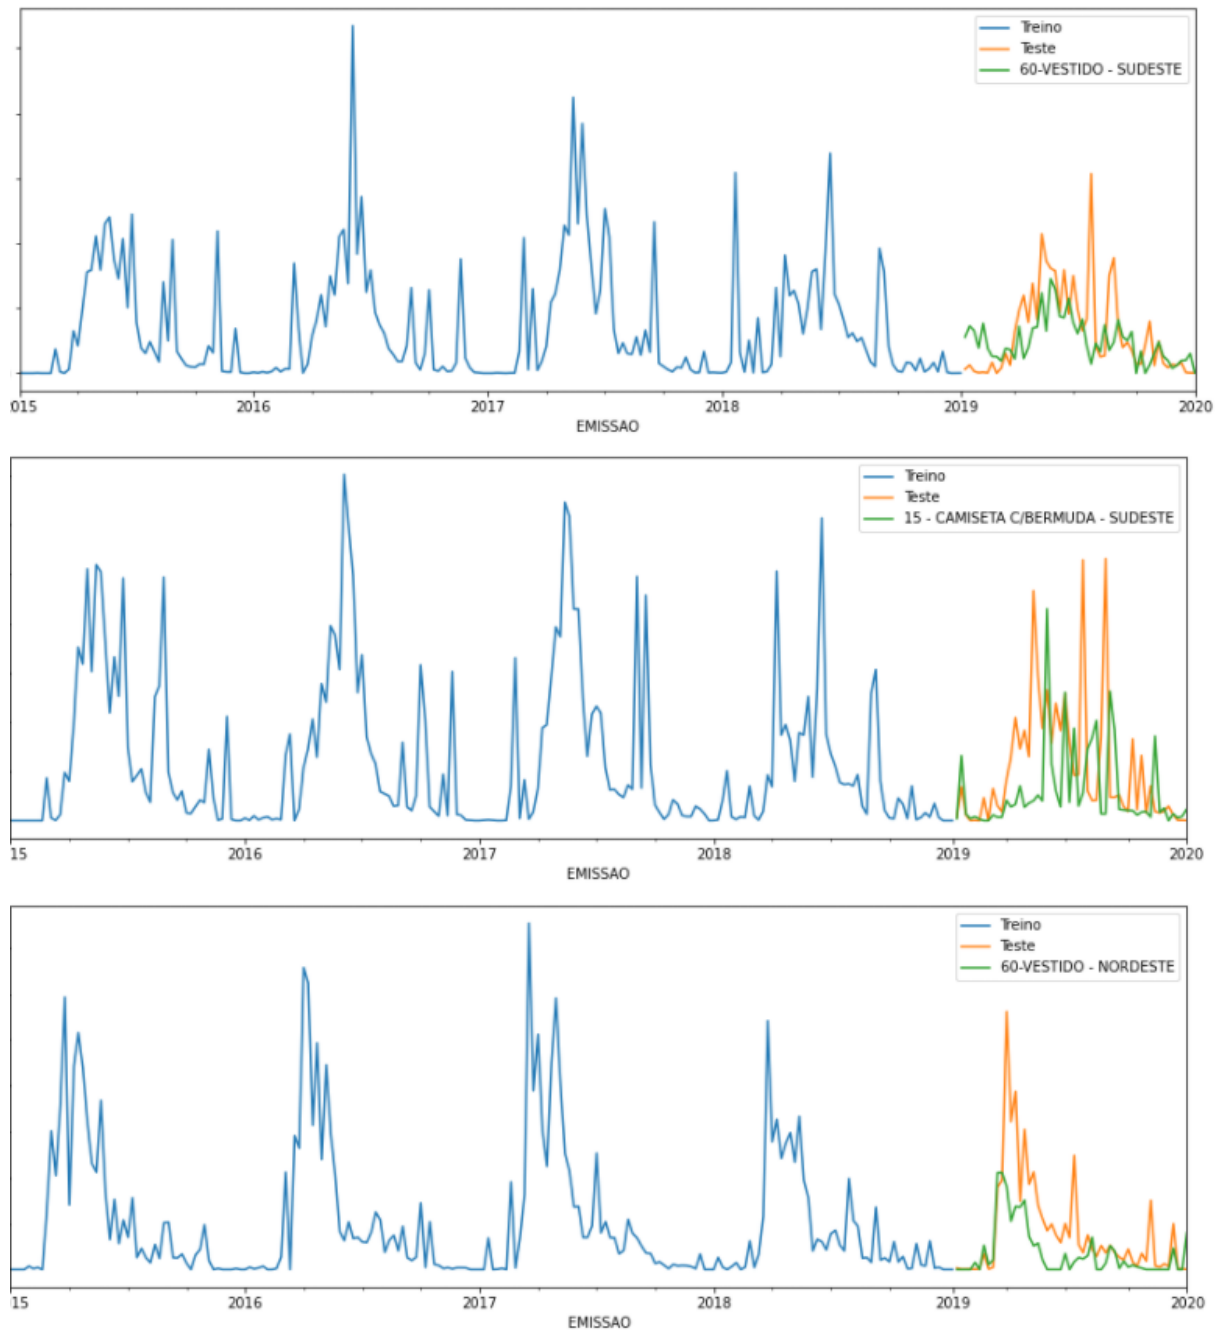 Treino
Teste
60-VESTIDO - SUDESTE
015 2016 2017 2018 2019 2020
EMISSAO
Treino
Teste
15 - CAMISETA C/BERMUDA - SUDESTE
15 2016 2017 2018 2019 2020
EMISSAO
Treino
Teste
60-VESTIDO - NORDESTE
15 2016 2017 2018 2019 2020
EMISSAO